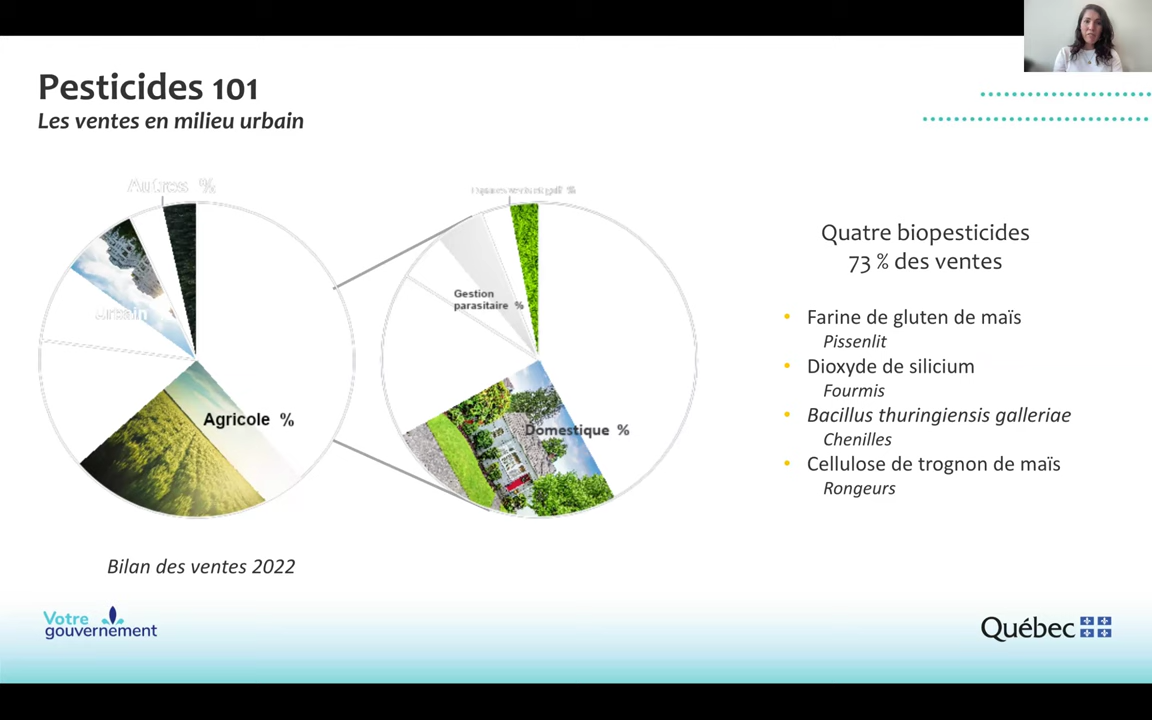 Pesticides 101
Les ventes en milieu urbain
Autres %
Espaces verts et golf %
Urbain %
Gestion
parasitaire %
Agricole %
Domestique %
Bilan des ventes 2022
Quatre biopesticides
73 % des ventes
• Farine de gluten de maïs
Pissenlit
• Dioxyde de silicium
Fourmis
• Bacillus thuringiensis galleriae
Chenilles
• Cellulose de trognon de maïs
Rongeurs
Votre
gouvernement
Québec